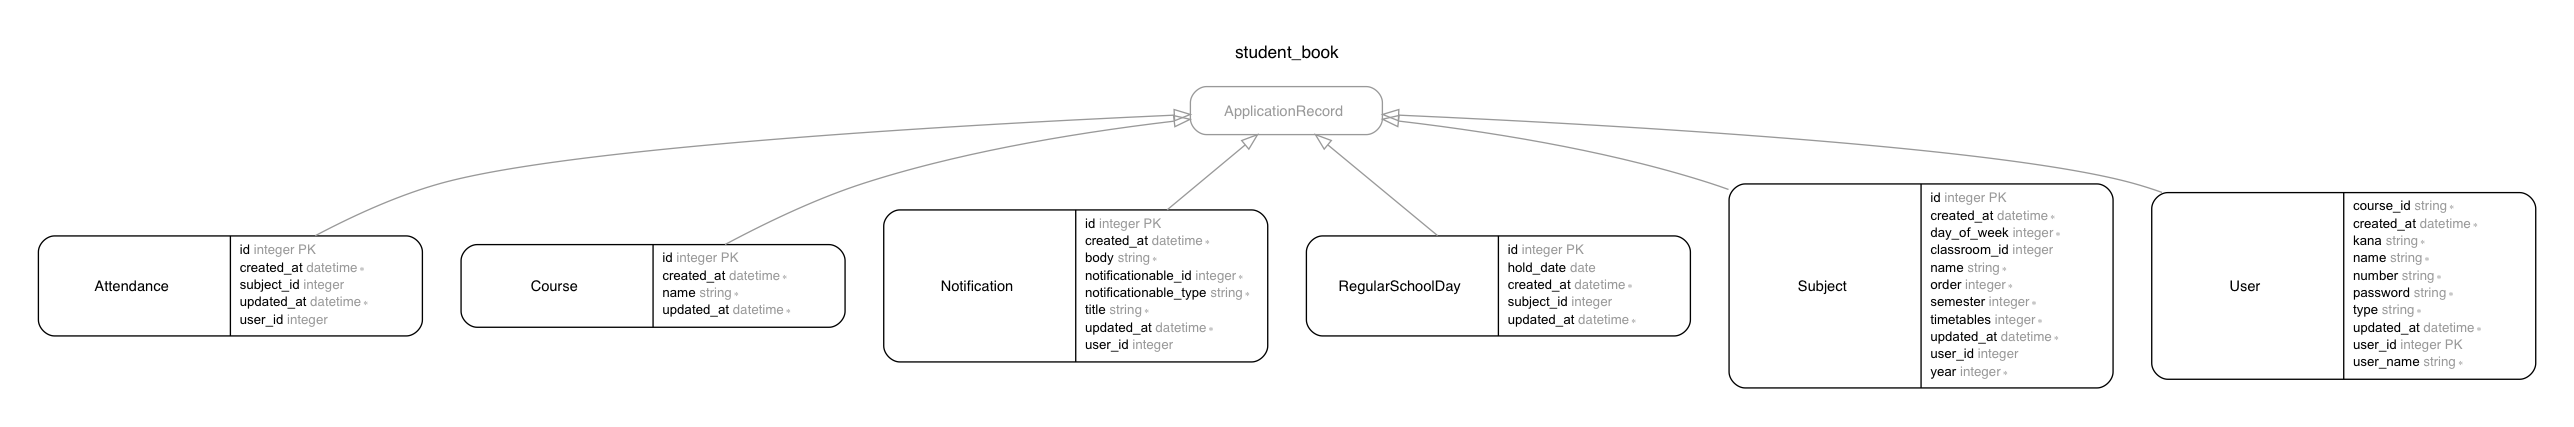 student_book
ApplicationRecord
Attendance
id integer PK
created_at datetime *
subject_id integer
updated_at datetime *
user_id integer
Course
id integer PK
created_at datetime *
name string *
updated_at datetime *
Notification
id integer PK
created_at datetime *
body string *
notificationable_id integer *
notificationable_type string *
title string *
updated_at datetime *
user_id integer
RegularSchoolDay
id integer PK
hold_date date
created_at datetime *
subject_id integer
updated_at datetime *
Subject
id integer PK
created_at datetime *
day_of_week integer *
classroom_id integer
name string *
order integer *
semester integer *
timetables integer *
updated_at datetime *
user_id integer
year integer *
User
course_id string *
created_at datetime *
kana string *
name string *
number string *
password string *
type string *
updated_at datetime *
user_id integer PK
user_name string *